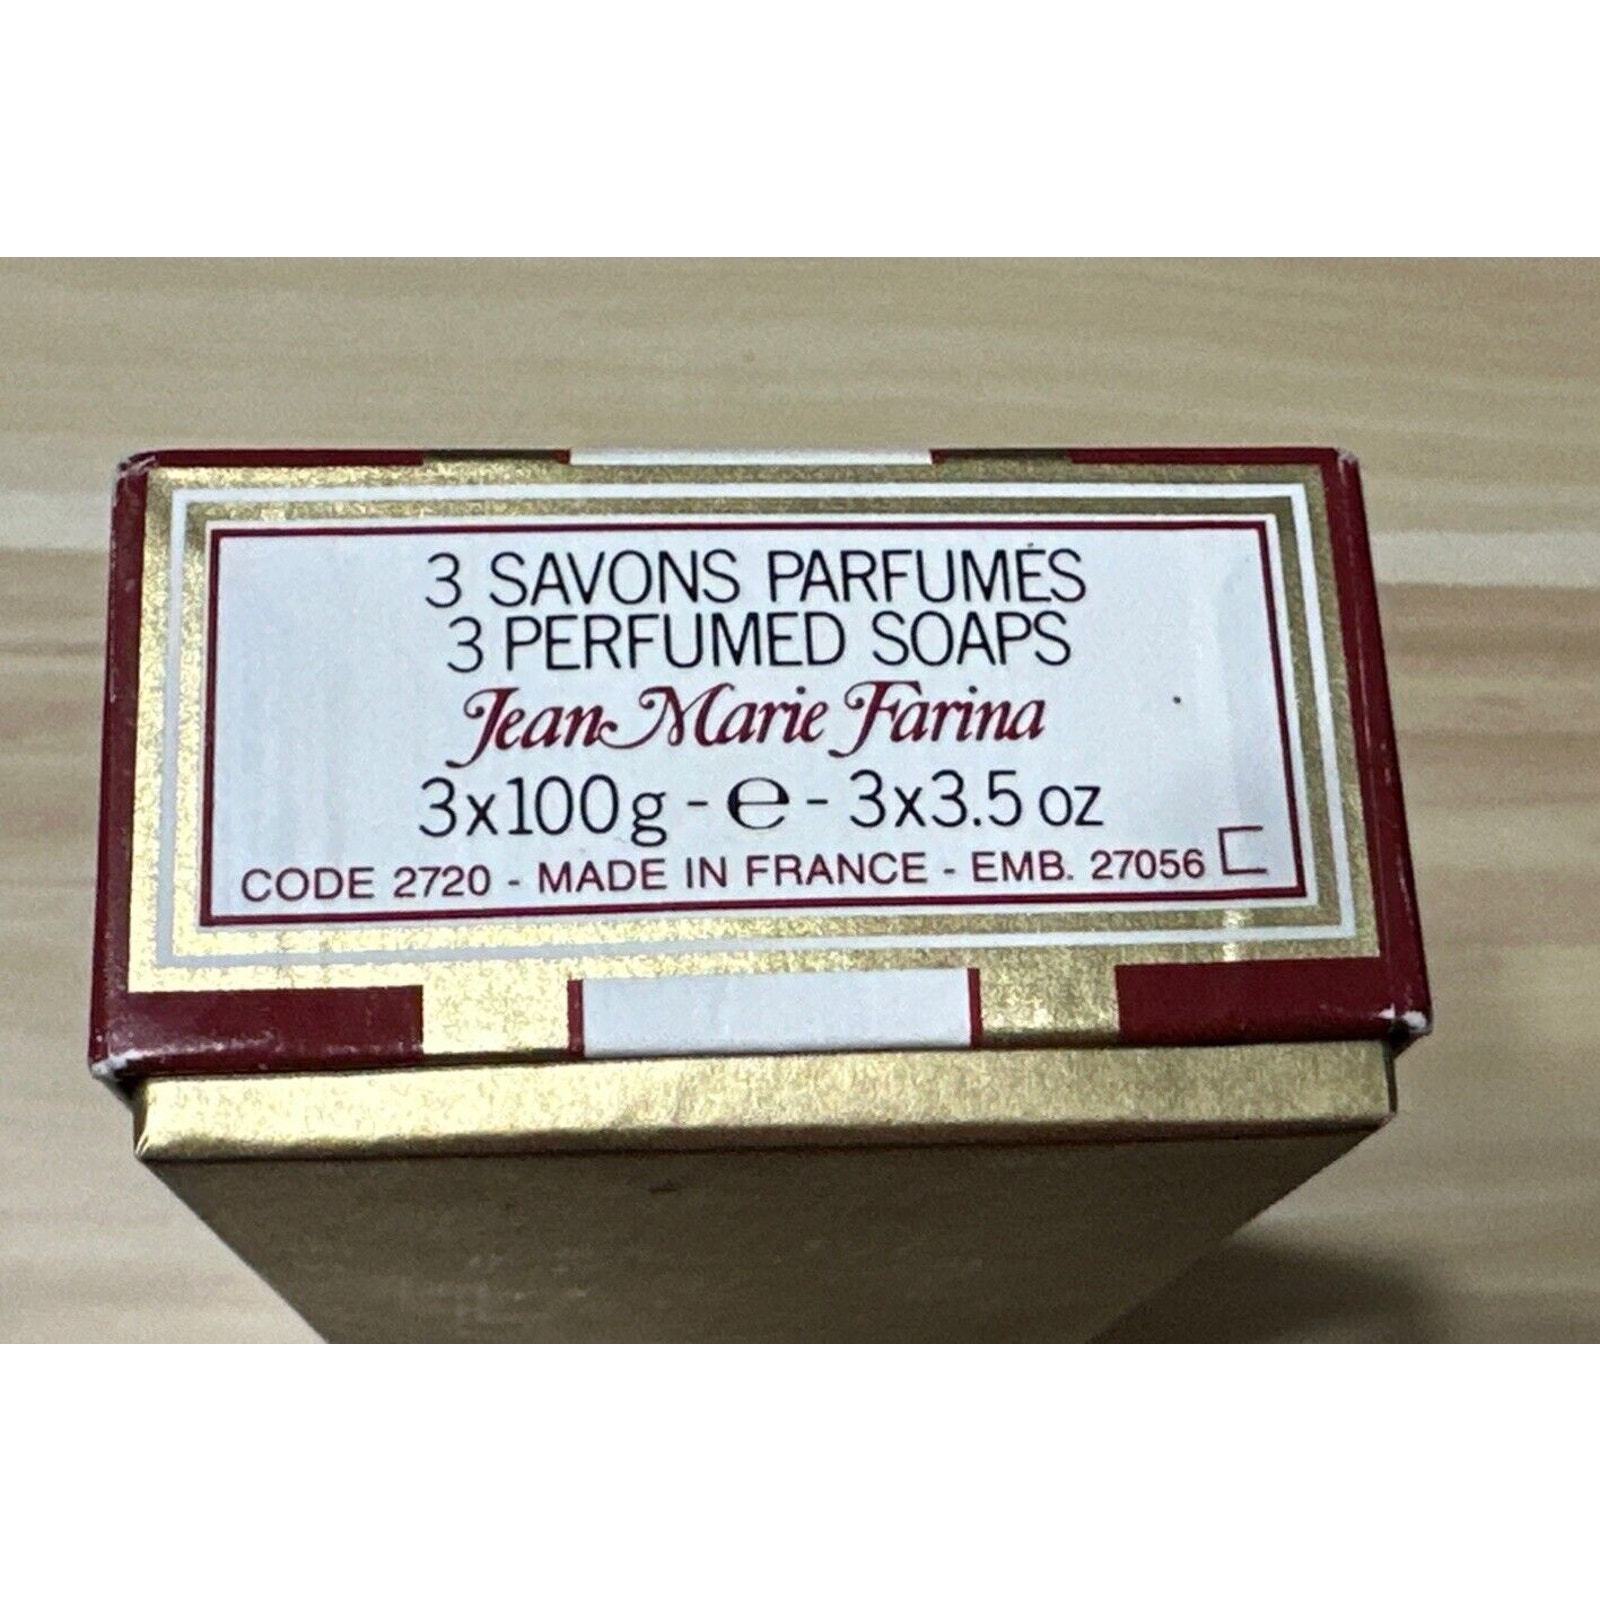 3 SAVONS PARFUMÉS
3 PERFUMED SOAPS
Jean Marie Farina
3x100g - ℮ - 3x3.5 oz
CODE 2720 - MADE IN FRANCE - EMB. 27056